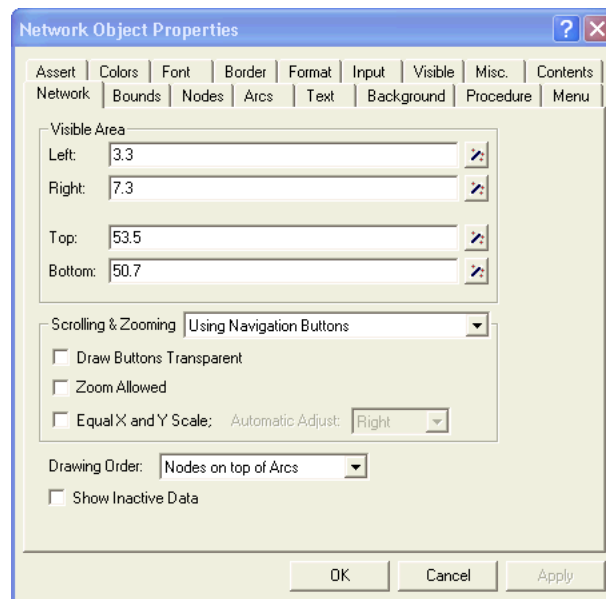 Network Object Properties
Assert Colors Font Border Format Input Visible Misc. Contents
Network Bounds Nodes Arcs Text Background Procedure Menu
Visible Area
Left: 3.3
Right: 7.3
Top: 53.5
Bottom: 50.7
Scrolling & Zooming Using Navigation Buttons
Draw Buttons Transparent
Zoom Allowed
Equal X and Y Scale; Automatic Adjust: Right
Drawing Order: Nodes on top of Arcs
Show Inactive Data
OK Cancel Apply